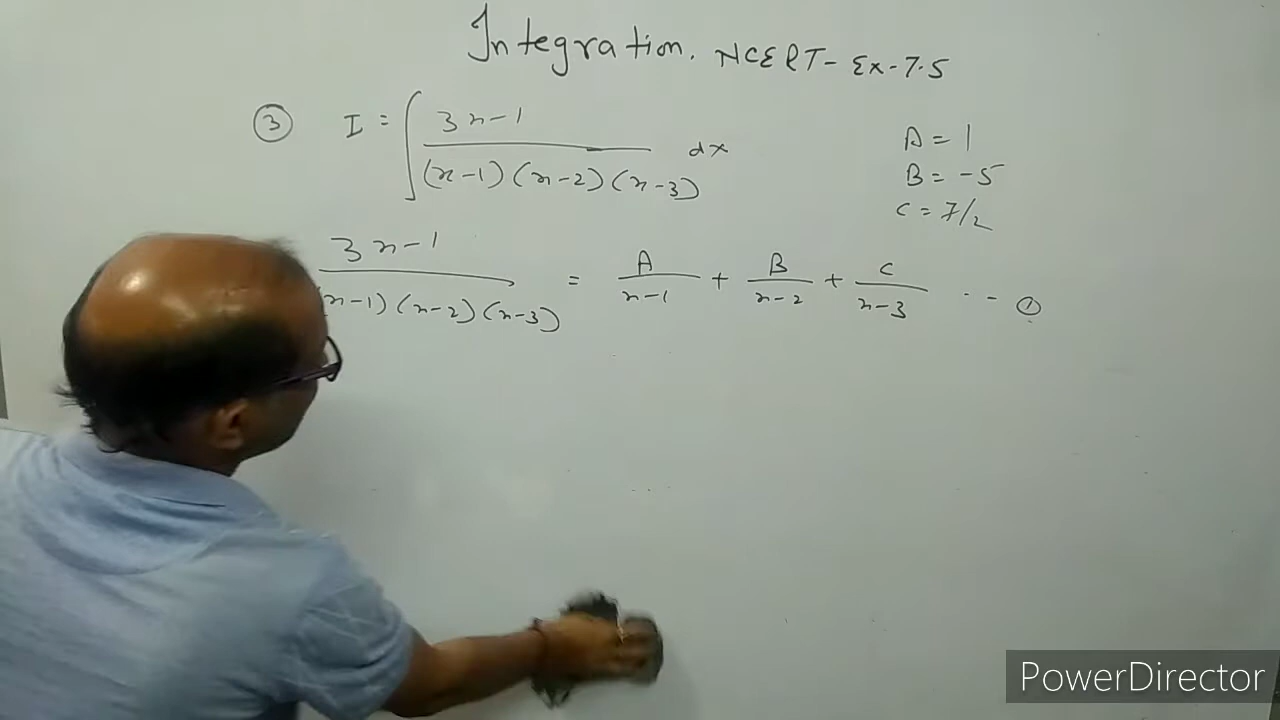 Integration. NCERT- Ex-7.5
③ I = ∫ 3x-1 / (x-1)(x-2)(x-3) dx
A = 1
B = -5
C = 7/2
3x-1 / (x-1)(x-2)(x-3) = A/x-1 + B/x-2 + C/x-3 ... ①
PowerDirector